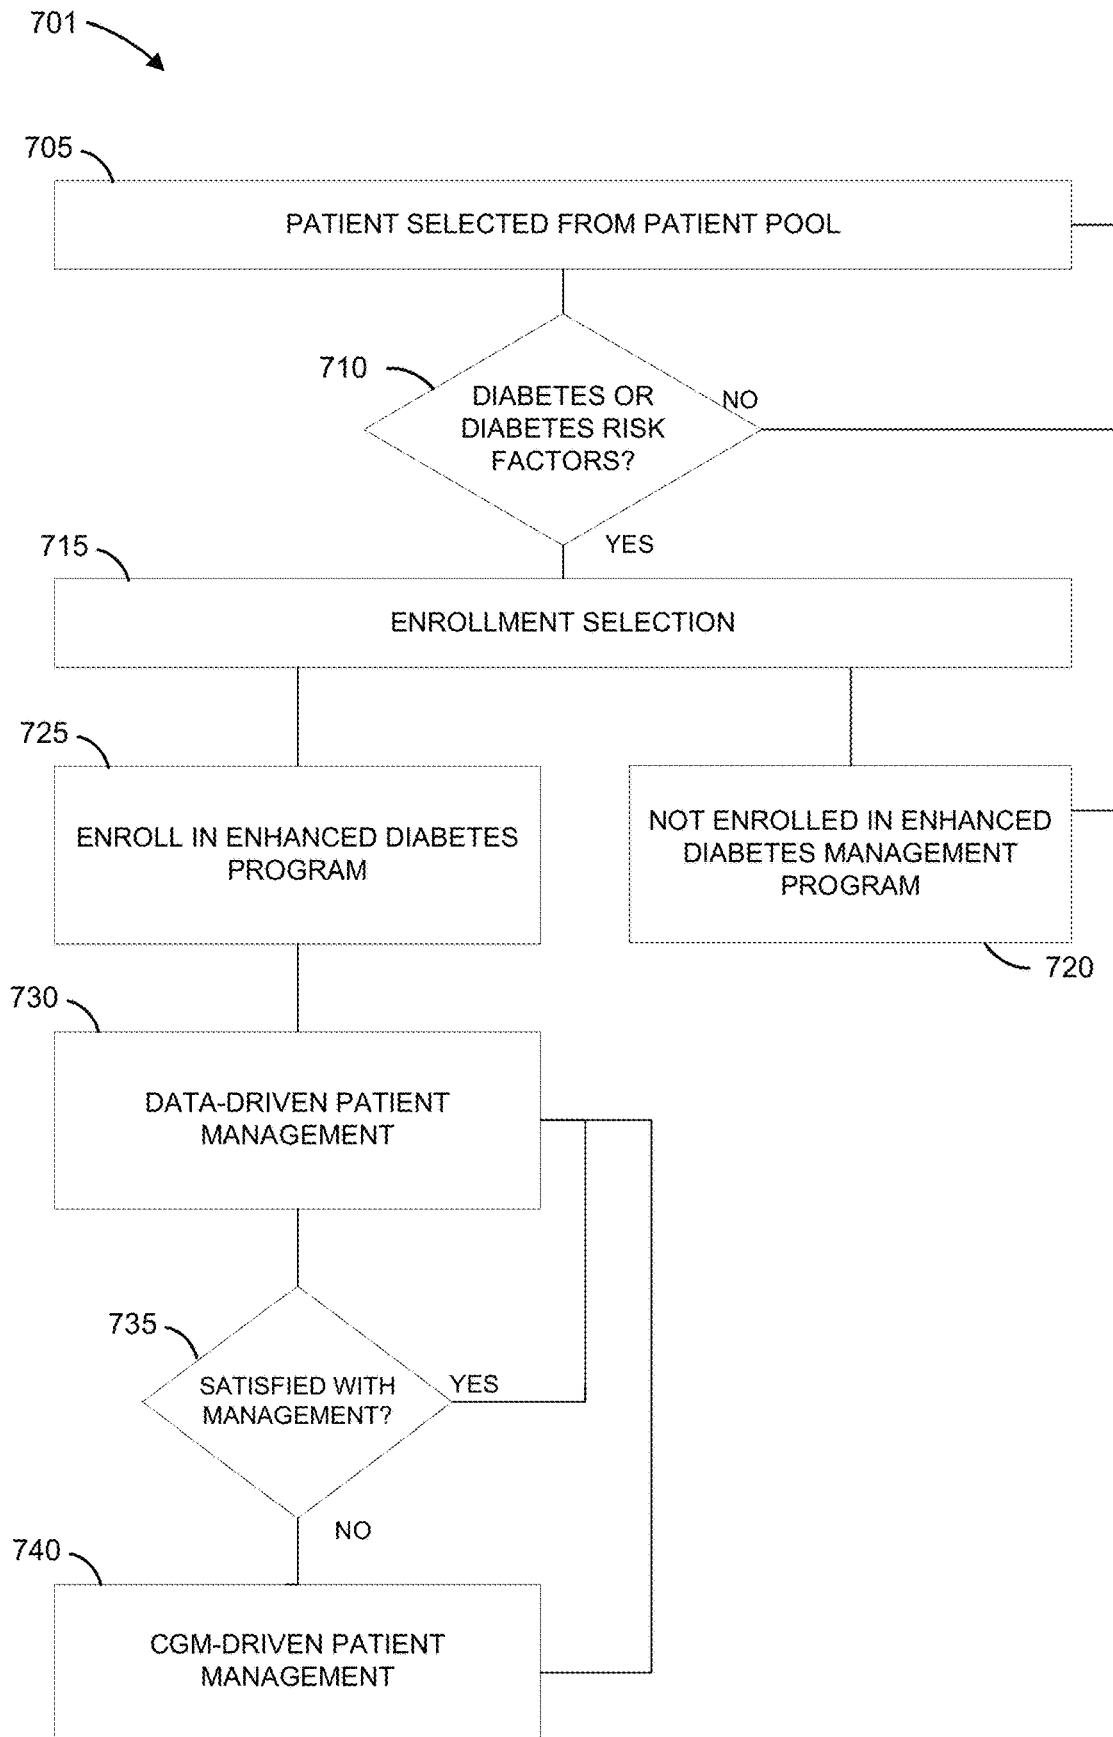 701
705
PATIENT SELECTED FROM PATIENT POOL
710
DIABETES OR
DIABETES RISK
FACTORS?
NO
YES
715
ENROLLMENT SELECTION
725
ENROLL IN ENHANCED DIABETES
PROGRAM
NOT ENROLLED IN ENHANCED
DIABETES MANAGEMENT
PROGRAM
720
730
DATA-DRIVEN PATIENT
MANAGEMENT
735
SATISFIED WITH
MANAGEMENT?
YES
NO
740
CGM-DRIVEN PATIENT
MANAGEMENT